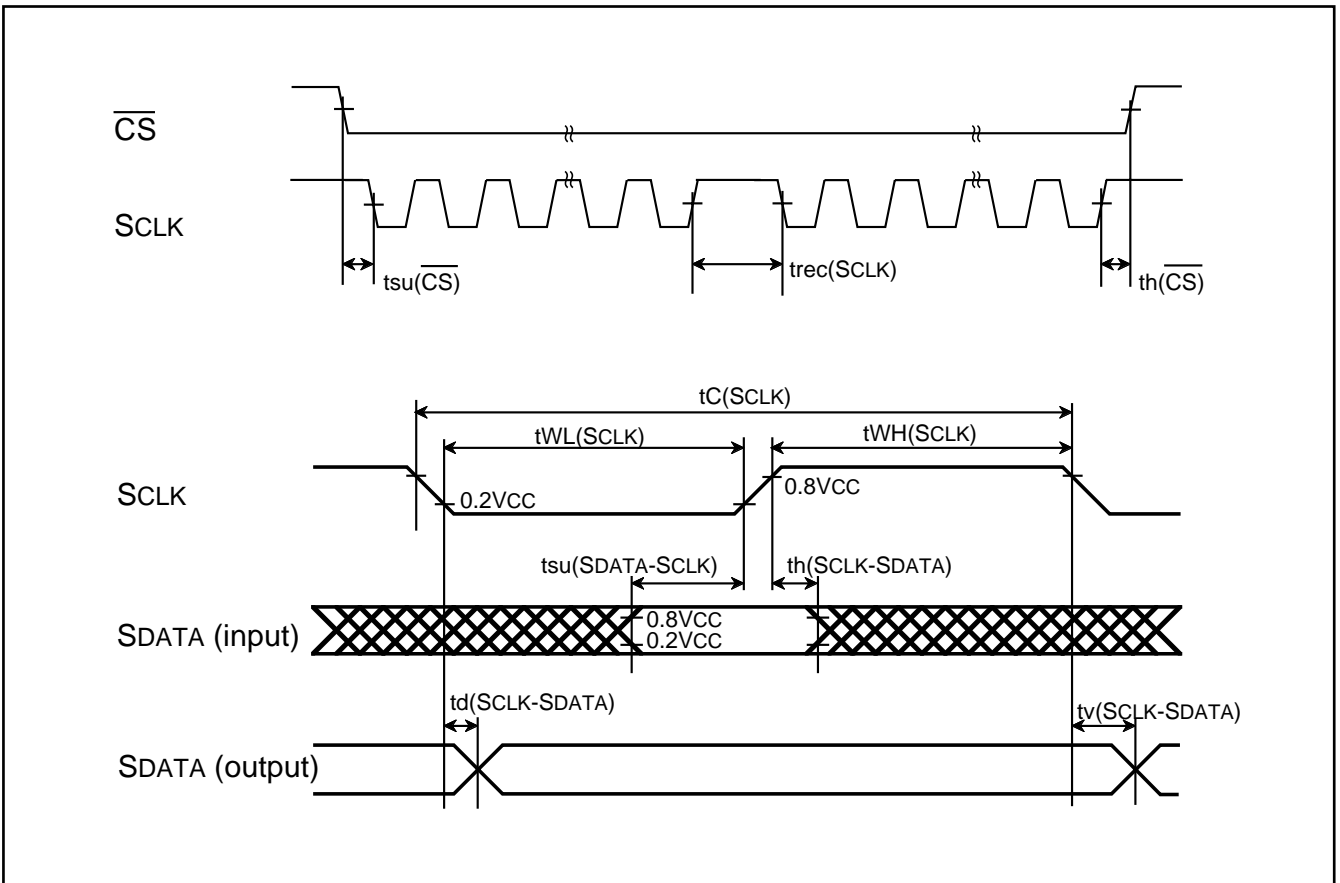 CS
SCLK
tsu(CS)
trec(SCLK)
th(CS)
tC(SCLK)
tWL(SCLK)
tWH(SCLK)
SCLK
0.2VCC
0.8VCC
tsu(SDATA-SCLK)
th(SCLK-SDATA)
SDATA (input)
0.8VCC
0.2VCC
td(SCLK-SDATA)
tv(SCLK-SDATA)
SDATA (output)